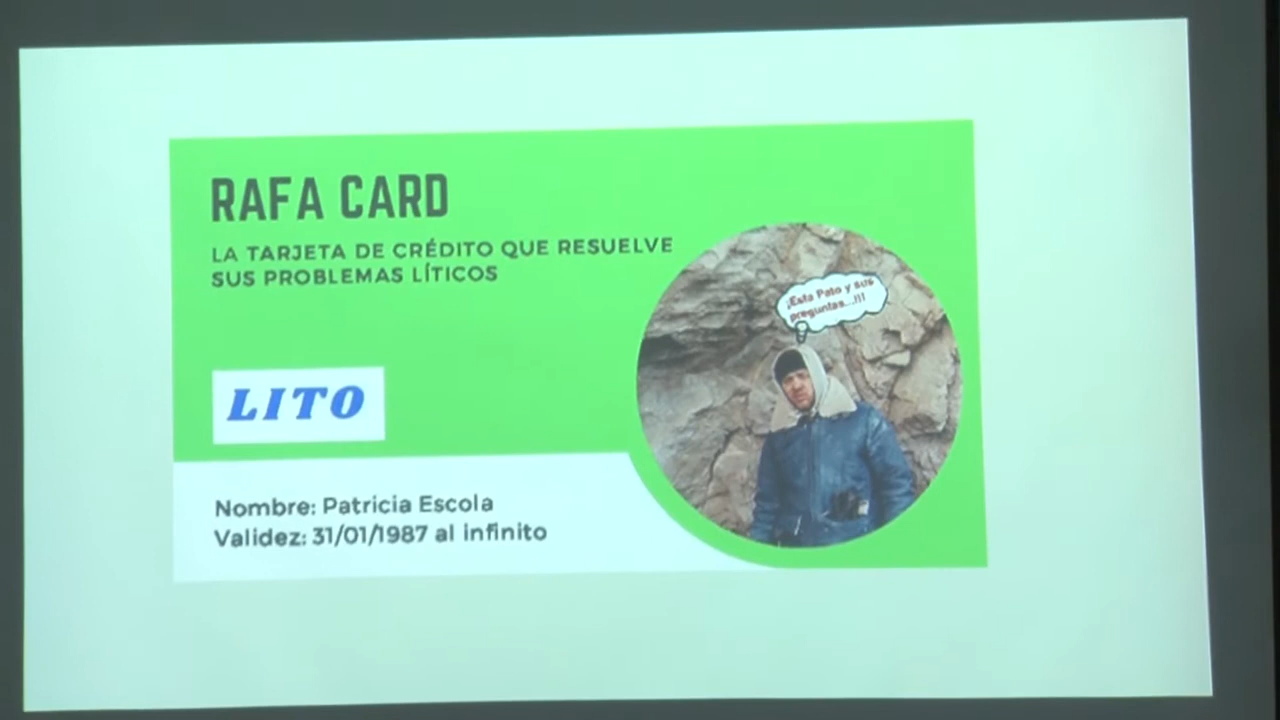 RAFA CARD
LA TARJETA DE CRÉDITO QUE RESUELVE
SUS PROBLEMAS LÍTICOS
¡Esta Pato y sus
preguntas...!!!
LITO
Nombre: Patricia Escola
Validez: 31/01/1987 al infinito